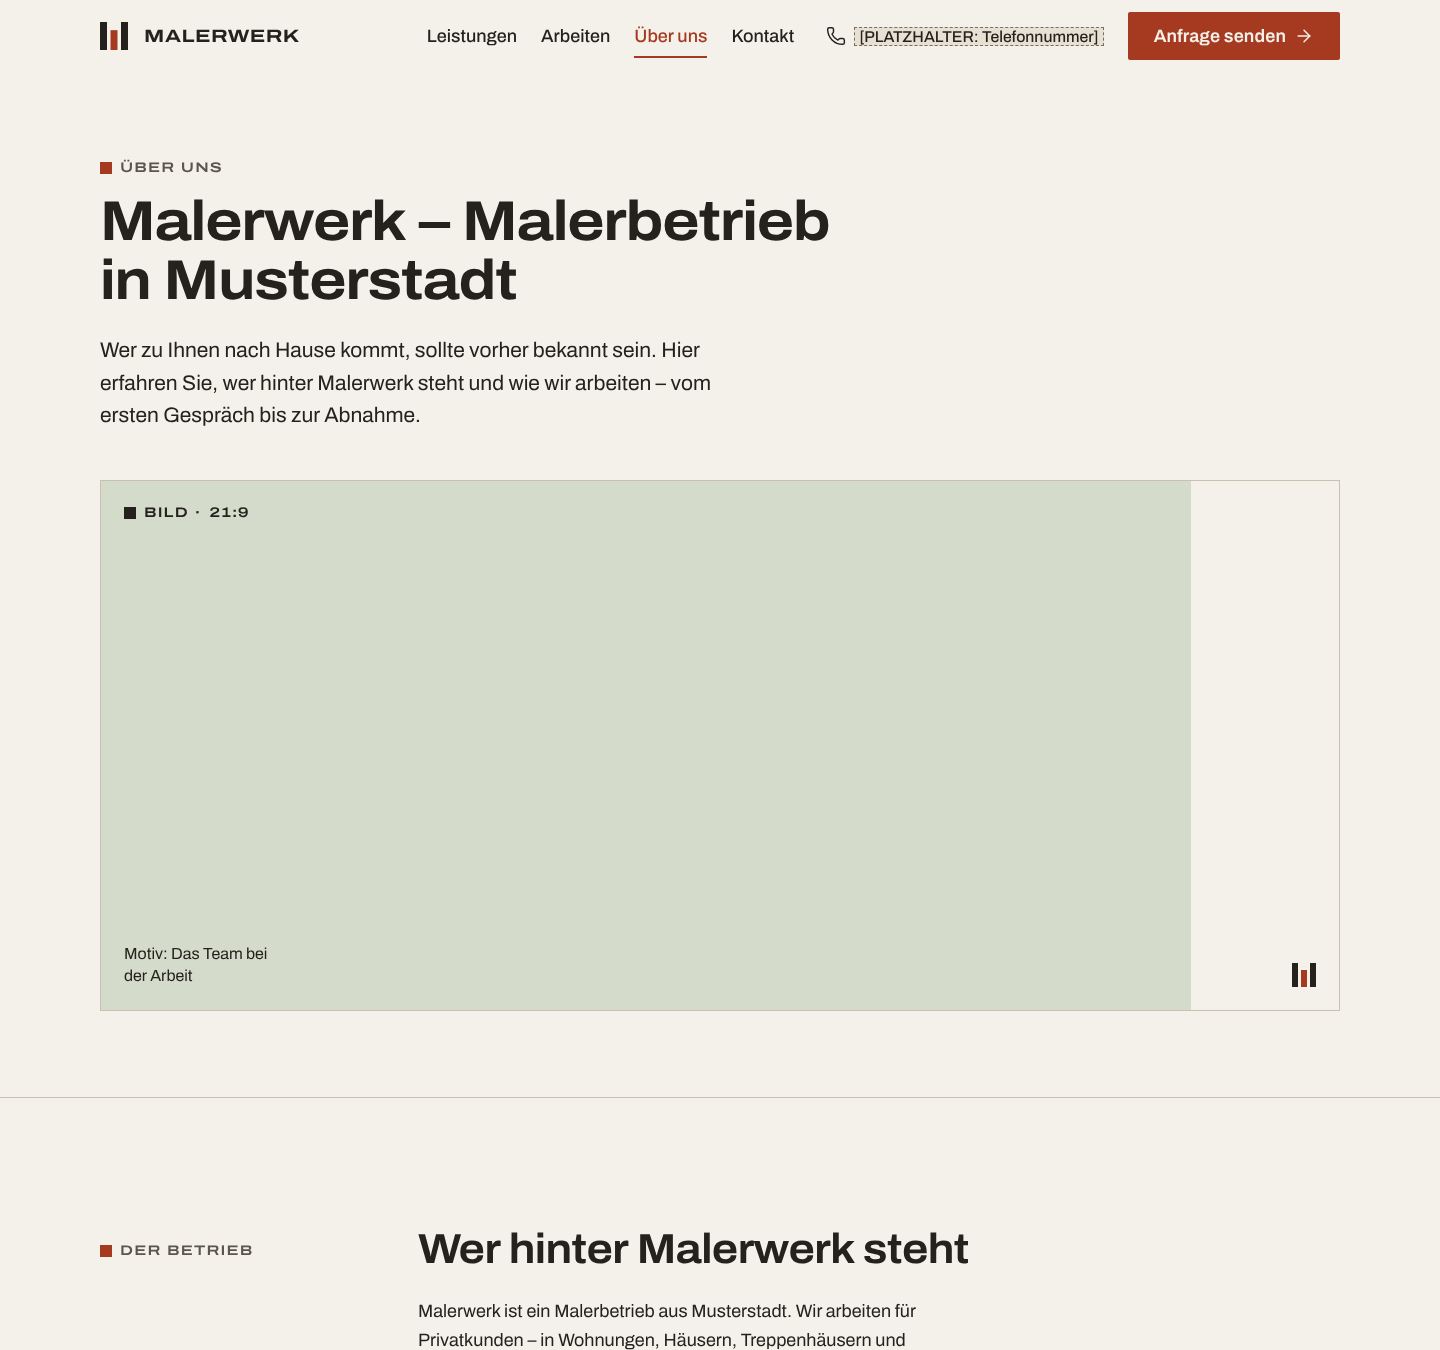 MALERWERK
Leistungen
Arbeiten
Über uns
Kontakt
[PLATZHALTER: Telefonnummer]
Anfrage senden
ÜBER UNS
Malerwerk – Malerbetrieb
in Musterstadt
Wer zu Ihnen nach Hause kommt, sollte vorher bekannt sein. Hier
erfahren Sie, wer hinter Malerwerk steht und wie wir arbeiten – vom
ersten Gespräch bis zur Abnahme.
BILD · 21:9
Motiv: Das Team bei
der Arbeit
DER BETRIEB
Wer hinter Malerwerk steht
Malerwerk ist ein Malerbetrieb aus Musterstadt. Wir arbeiten für
Privatkunden – in Wohnungen, Häusern, Treppenhäusern und